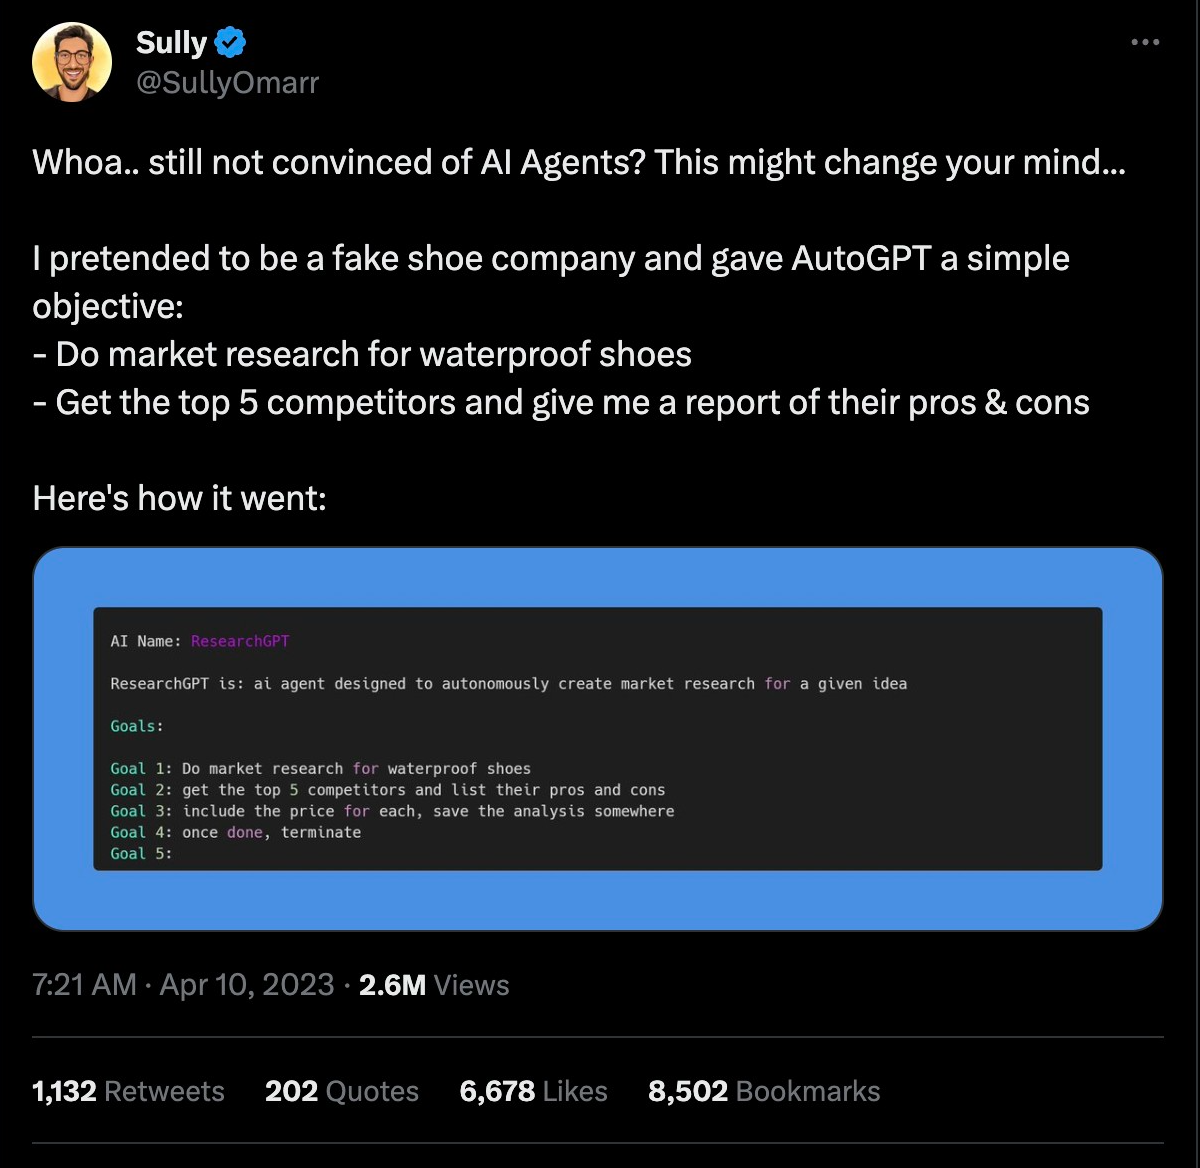 Sully
@SullyOmarr
Whoa.. still not convinced of AI Agents? This might change your mind...
I pretended to be a fake shoe company and gave AutoGPT a simple
objective:
- Do market research for waterproof shoes
- Get the top 5 competitors and give me a report of their pros & cons
Here's how it went:
AI Name: ResearchGPT
ResearchGPT is: ai agent designed to autonomously create market research for a given idea
Goals:
Goal 1: Do market research for waterproof shoes
Goal 2: get the top 5 competitors and list their pros and cons
Goal 3: include the price for each, save the analysis somewhere
Goal 4: once done, terminate
Goal 5:
7:21 AM · Apr 10, 2023 · 2.6M Views
1,132 Retweets 202 Quotes 6,678 Likes 8,502 Bookmarks